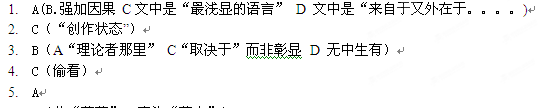 1. A(B.强加因果 C文中是“最浅显的语言” D 文中是“来自于又外在于。。。。)
2. C(“创作状态”)
3. B(A“理论者那里” C“取决于”而非彰显 D 无中生有)
4. C(偷看)
5. A